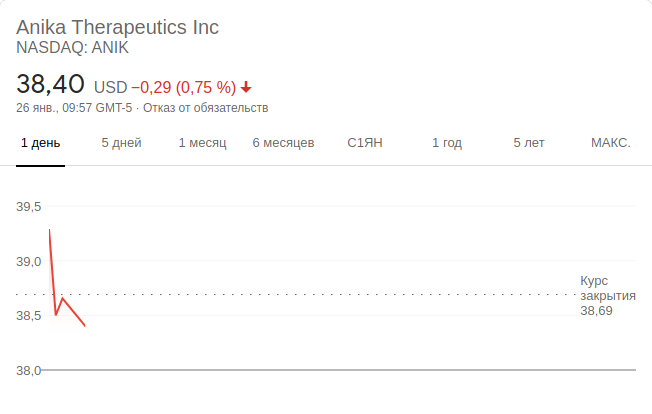 Anika Therapeutics Inc
NASDAQ: ANIK
38,40 USD −0,29 (0,75 %)
26 янв., 09:57 GMT-5 · Отказ от обязательств
1 день 5 дней 1 месяц 6 месяцев С1ЯН 1 год 5 лет МАКС.
39,5
39,0
Курс
закрытия
38,69
38,5
38,0